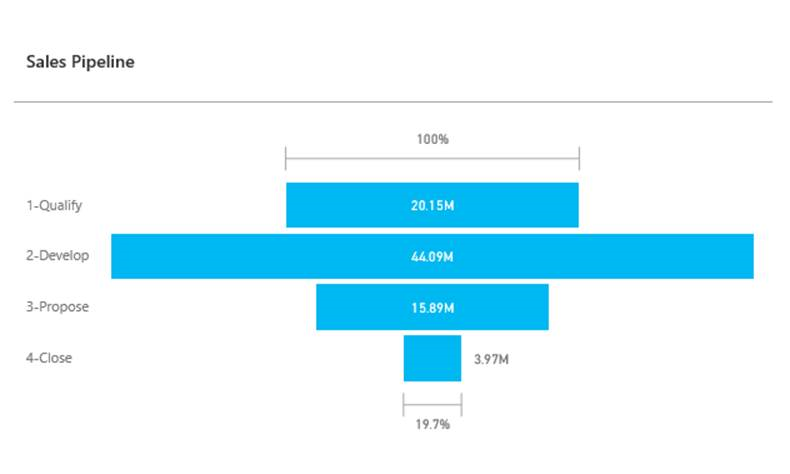 Sales Pipeline
100%
1-Qualify 20.15M
2-Develop 44.09M
3-Propose 15.89M
4-Close 3.97M
19.7%